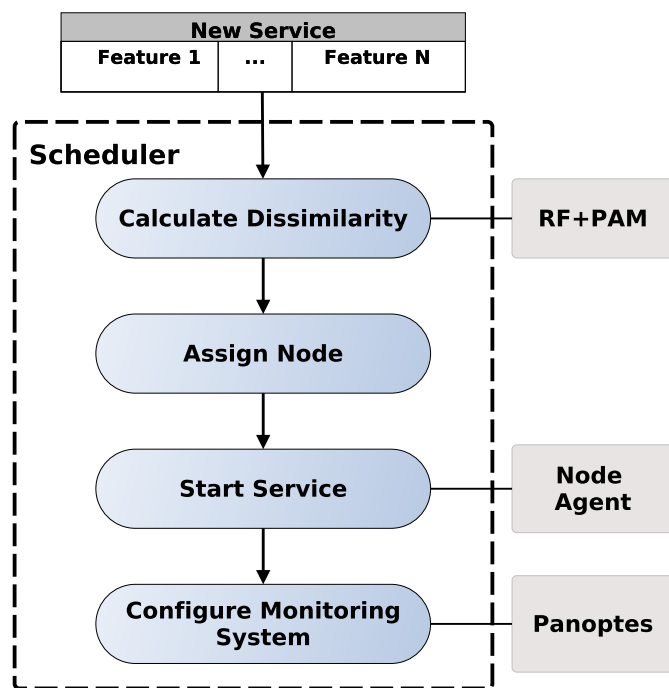 New Service
Feature 1 ... Feature N
Scheduler
Calculate Dissimilarity
RF+PAM
Assign Node
Start Service
Node
Agent
Configure Monitoring
System
Panoptes